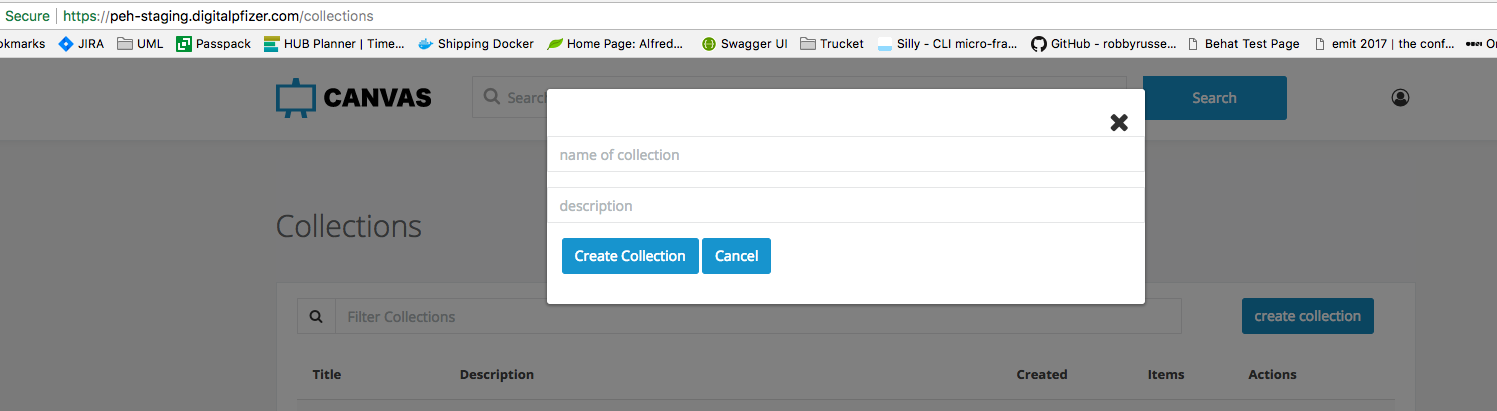 Secure | https://peh-staging.digitalpfizer.com/collections
okmarks JIRA UML Passpack HUB Planner | Time... Shipping Docker Home Page: Alfred... Swagger UI Trucket Silly - CLI micro-fra... GitHub - robbyrusse... Behat Test Page emit 2017 | the conf... Or
CANVAS Searc Search
name of collection
description
Collections
Create Collection Cancel
Filter Collections create collection
Title Description Created Items Actions